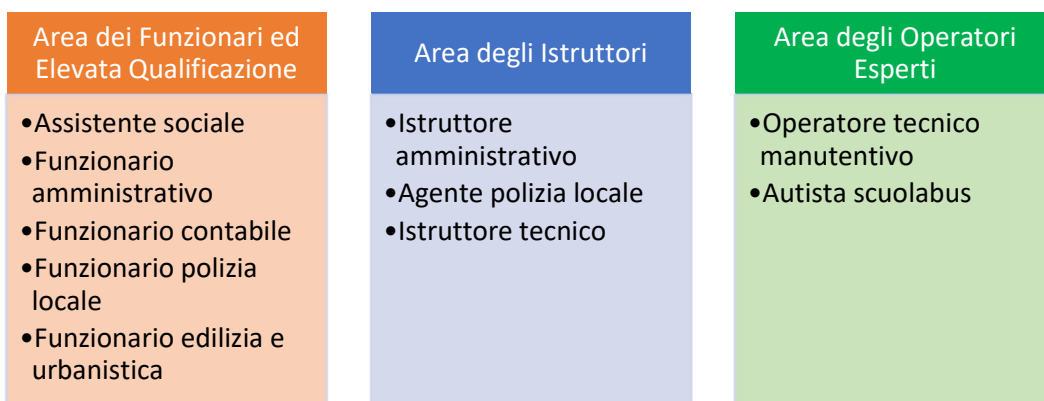 Area dei Funzionari ed
Elevata Qualificazione
•Assistente sociale
•Funzionario
amministrativo
•Funzionario contabile
•Funzionario polizia
locale
•Funzionario edilizia e
urbanistica
Area degli Istruttori
•Istruttore
amministrativo
•Agente polizia locale
•Istruttore tecnico
Area degli Operatori
Esperti
•Operatore tecnico
manutentivo
•Autista scuolabus